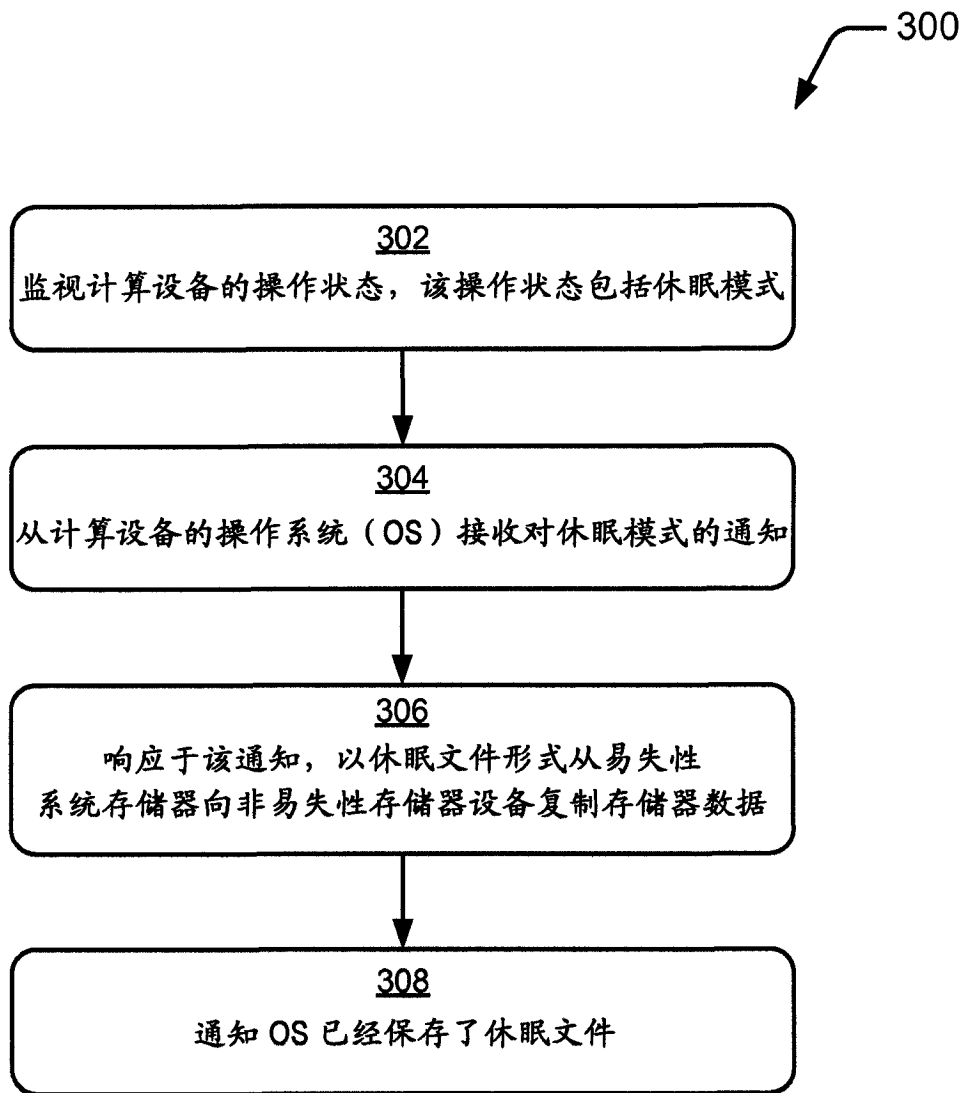 300
302
监视计算设备的操作状态，该操作状态包括休眠模式
304
从计算设备的操作系统（OS）接收对休眠模式的通知
306
响应于该通知，以休眠文件形式从易失性
系统存储器向非易失性存储器设备复制存储器数据
308
通知 OS 已经保存了休眠文件